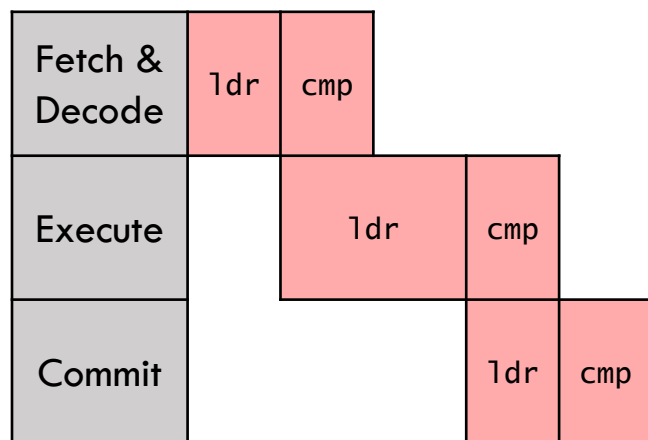 Fetch &
Decode
ldr
cmp
Execute
ldr
cmp
Commit
ldr
cmp